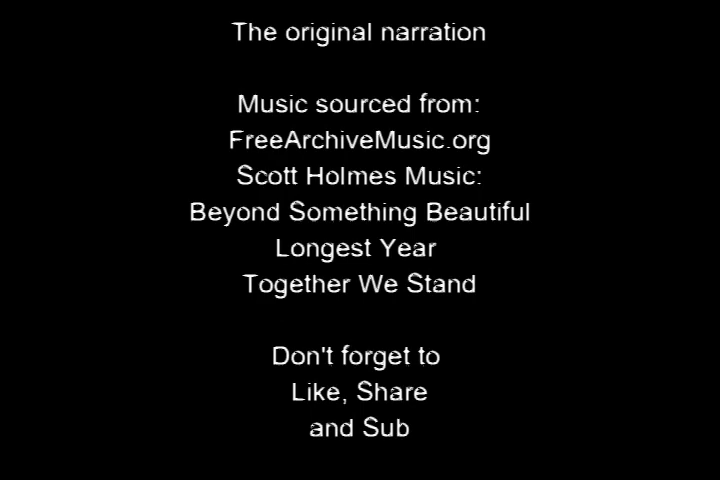 The original narration
Music sourced from:
FreeArchiveMusic.org
Scott Holmes Music:
Beyond Something Beautiful
Longest Year
Together We Stand
Don't forget to
Like, Share
and Sub